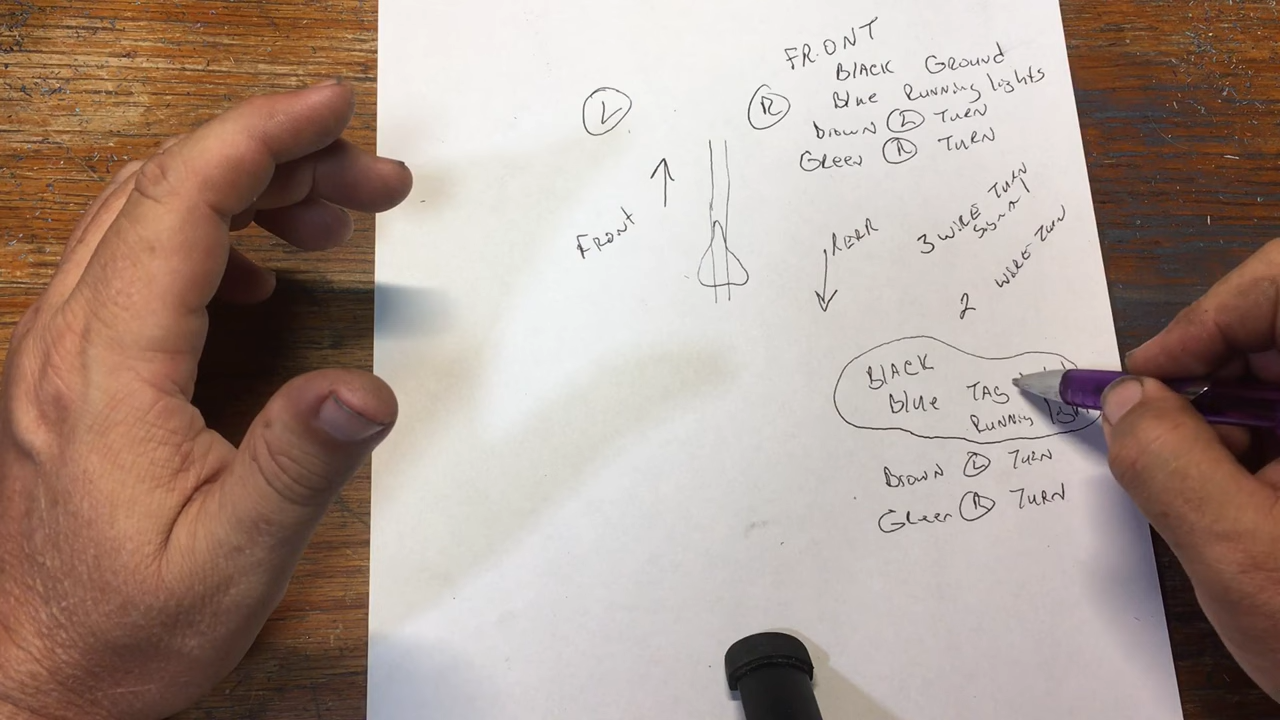 FRONT
BLACK GROUND
Blue Running lights
Brown L TURN
Green R TURN
L
R
FRONT
REAR
3 WIRE TURN
SIGNAl
2 WIRE TURN
BlACK
Blue TAG
RUNNING
Brown L TURN
Green R TURN